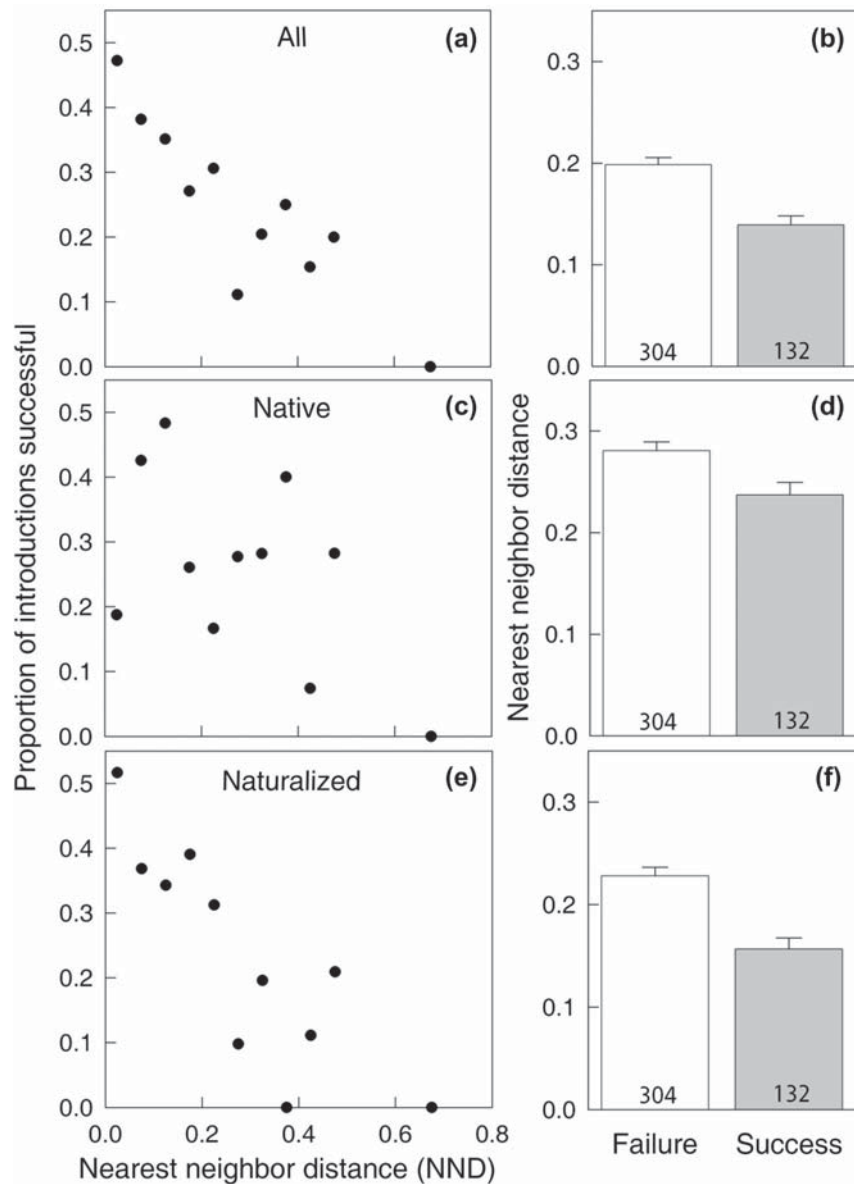 Proportion of introductions successful
0.5
0.4
0.3
0.2
0.1
0.0
All
(a)
0.3
0.2
0.1
0.0
(b)
304
132
0.5
0.4
0.3
0.2
0.1
0.0
Native
(c)
Nearest neighbor distance
0.3
0.2
0.1
0.0
(d)
304
132
0.5
0.4
0.3
0.2
0.1
0.0
Naturalized
(e)
0.0 0.2 0.4 0.6 0.8
Nearest neighbor distance (NND)
0.3
0.2
0.1
0.0
(f)
304
132
Failure Success